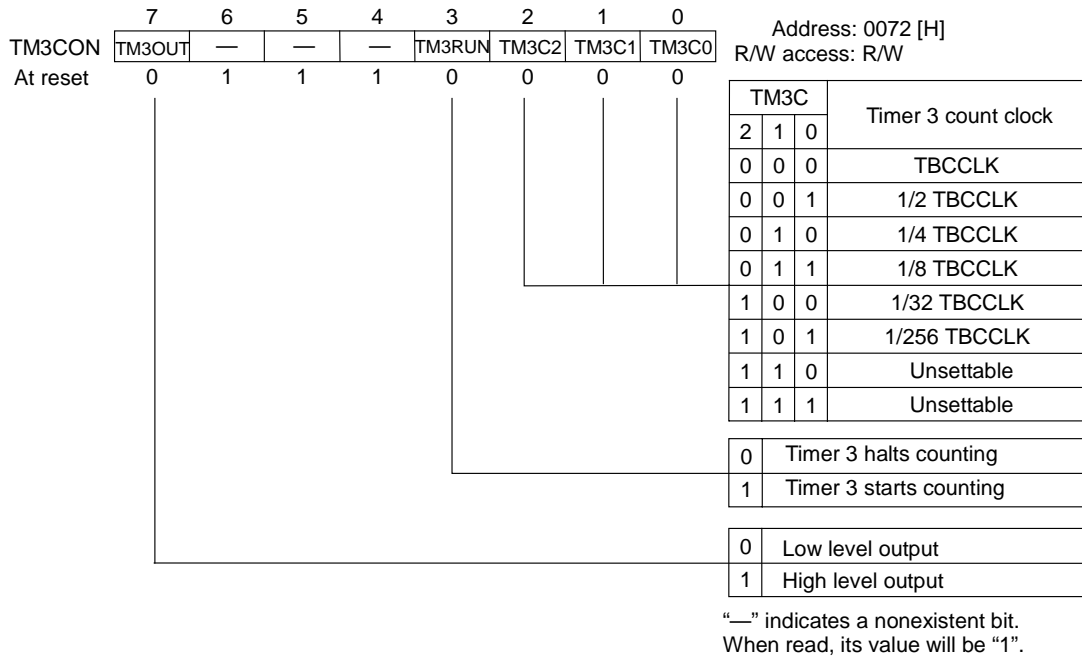 7 6 5 4 3 2 1 0
TM3CON TM3OUT — — — TM3RUN TM3C2 TM3C1 TM3C0
At reset 0 1 1 1 0 0 0 0
Address: 0072 [H]
R/W access: R/W
TM3C Timer 3 count clock
2 1 0
0 0 0 TBCCLK
0 0 1 1/2 TBCCLK
0 1 0 1/4 TBCCLK
0 1 1 1/8 TBCCLK
1 0 0 1/32 TBCCLK
1 0 1 1/256 TBCCLK
1 1 0 Unsettable
1 1 1 Unsettable
0 Timer 3 halts counting
1 Timer 3 starts counting
0 Low level output
1 High level output
“—” indicates a nonexistent bit.
When read, its value will be “1”.